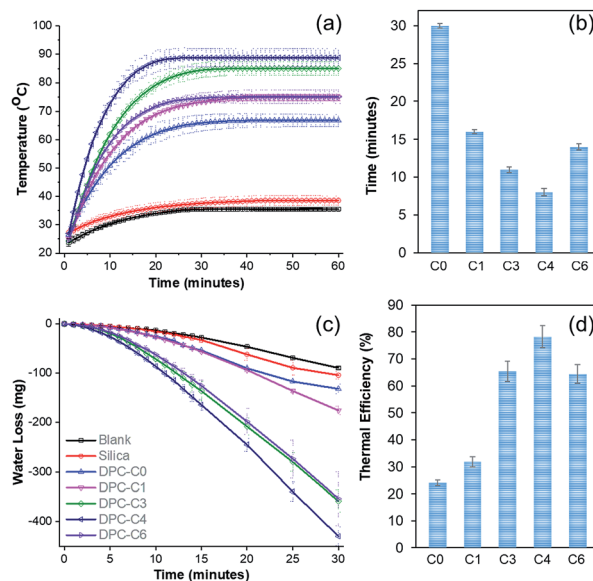 (a)
100
90
80
70
60
50
40
30
20
Temperature (OC)
0 10 20 30 40 50 60
Time (minutes)
(b)
30
25
20
15
10
5
0
Time (minutes)
C0 C1 C3 C4 C6
(c)
0
-100
-200
-300
-400
Water Loss (mg)
Blank
Silica
DPC-C0
DPC-C1
DPC-C3
DPC-C4
DPC-C6
0 5 10 15 20 25 30
Time (minutes)
(d)
90
80
70
60
50
40
30
20
10
0
Thermal Efficiency (%)
C0 C1 C3 C4 C6